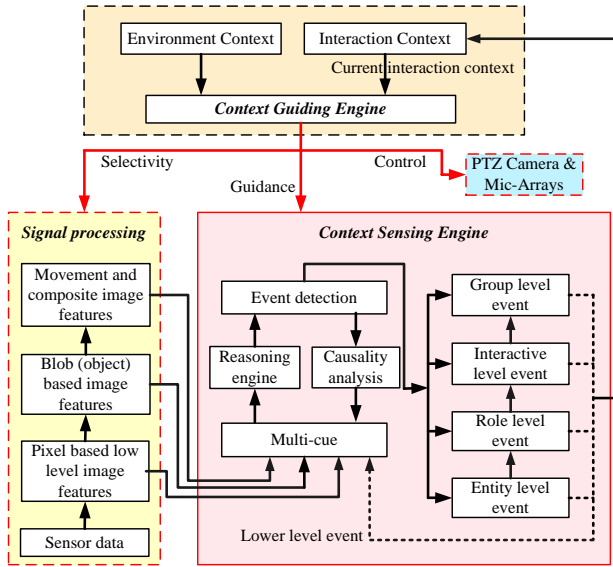 Environment Context
Interaction Context
Current interaction context
Context Guiding Engine
Selectivity
Guidance
Control
PTZ Camera &
Mic-Arrays
Signal processing
Movement and
composite image
features
Blob (object)
based image
features
Pixel based low
level image
features
Sensor data
Context Sensing Engine
Event detection
Reasoning
engine
Causality
analysis
Multi-cue
Lower level event
Group level
event
Interactive
level event
Role level
event
Entity level
event